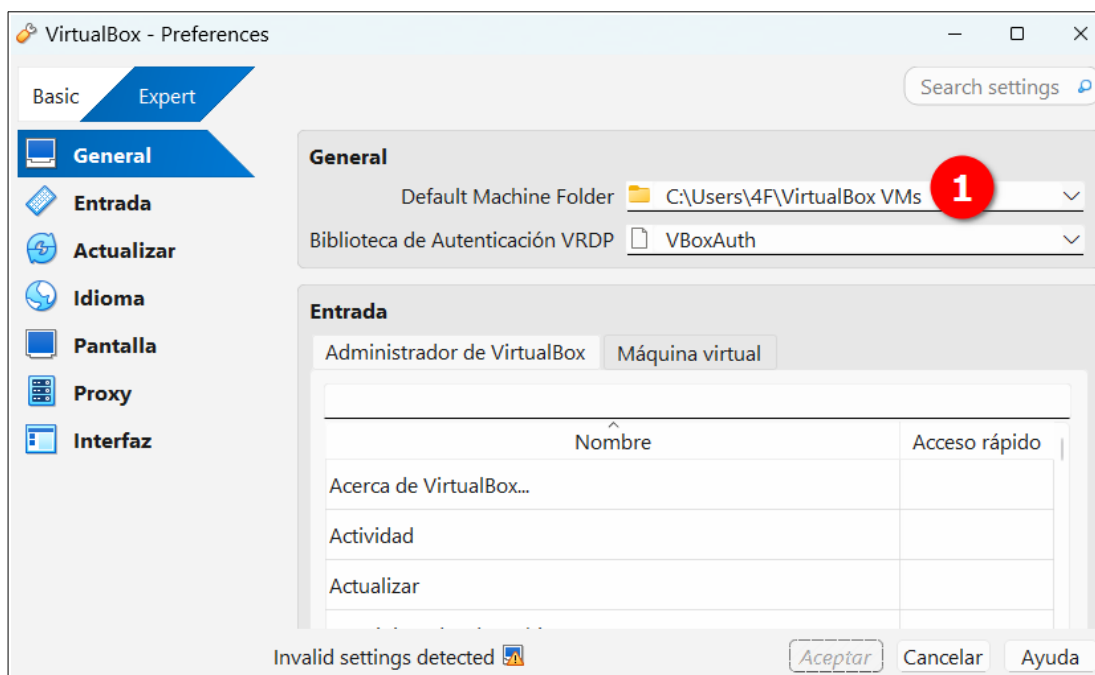 VirtualBox - Preferences
Basic
Expert
Search settings
General
Entrada
Actualizar
Idioma
Pantalla
Proxy
Interfaz
General
Default Machine Folder C:\Users\4F\VirtualBox VMs 1
Biblioteca de Autenticación VRDP VBoxAuth
Entrada
Administrador de VirtualBox Máquina virtual
Nombre Acceso rápido
Acerca de VirtualBox...
Actividad
Actualizar
Invalid settings detected Aceptar Cancelar Ayuda